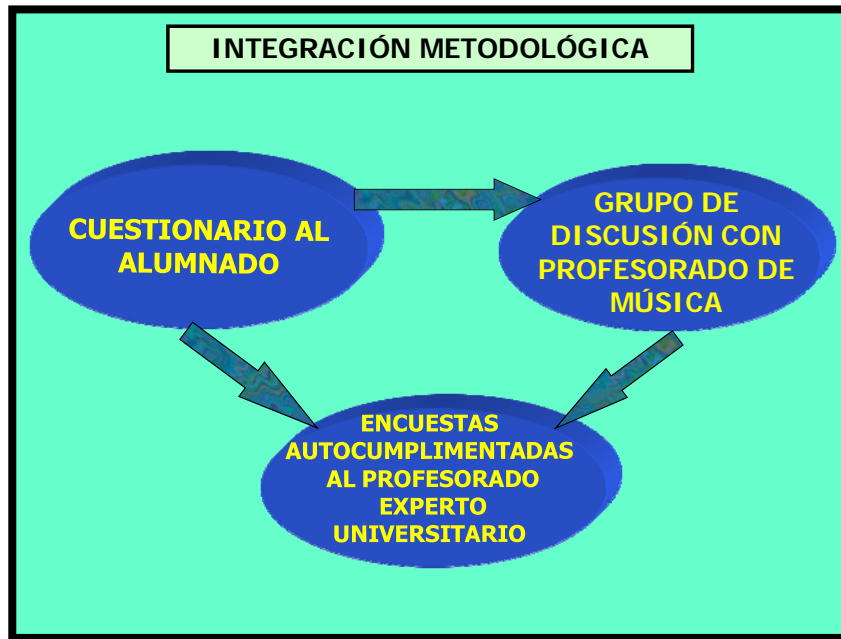 INTEGRACIÓN METODOLÓGICA
CUESTIONARIO AL
ALUMNADO
GRUPO DE
DISCUSIÓN CON
PROFESORADO DE
MÚSICA
ENCUESTAS
AUTOCUMPLIMENTADAS
AL PROFESORADO
EXPERTO
UNIVERSITARIO